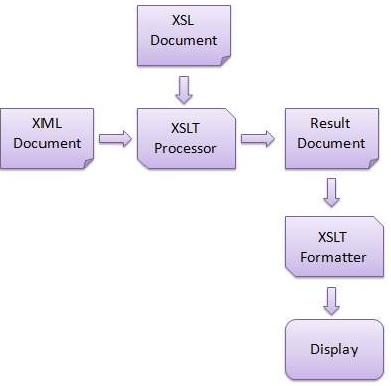 XSL
Document
XML
Document
XSLT
Processor
Result
Document
XSLT
Formatter
Display